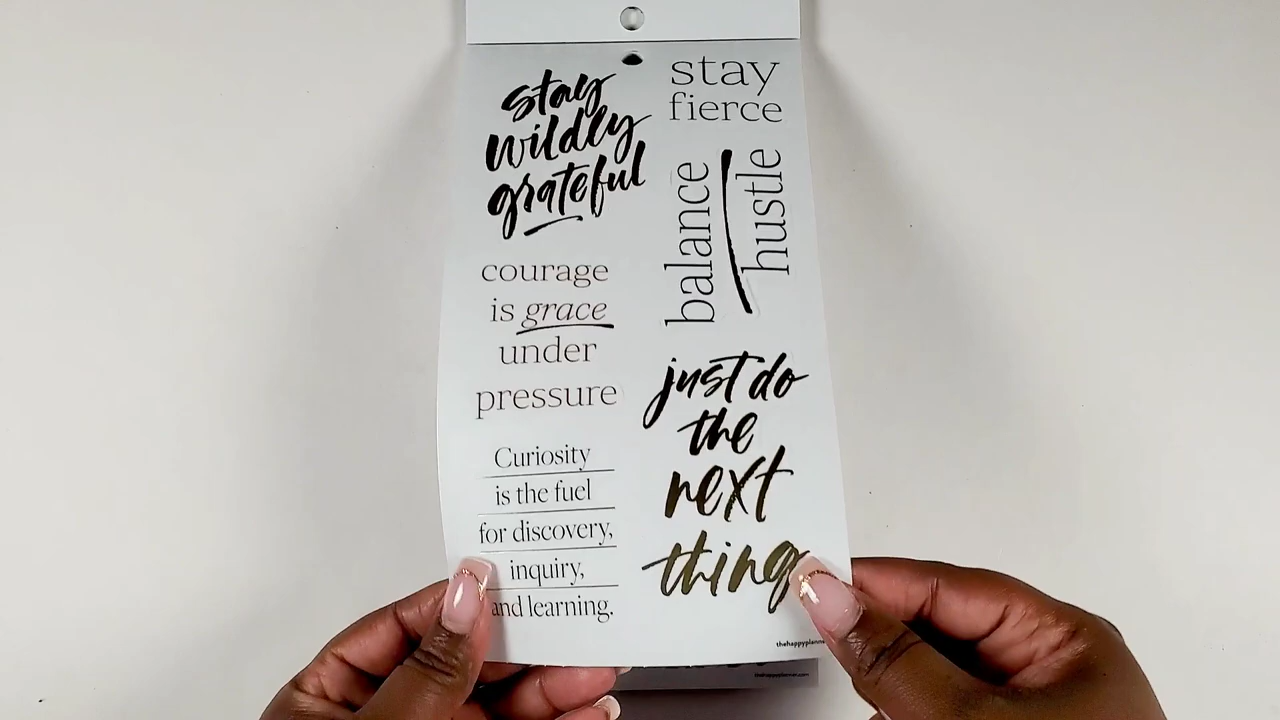 stay
wildly
grateful
courage
is grace
under
pressure
Curiosity
is the fuel
for discovery,
inquiry,
and learning.
stay
fierce
balance
hustle
just do
the
next
thing
thehappyplanner.com